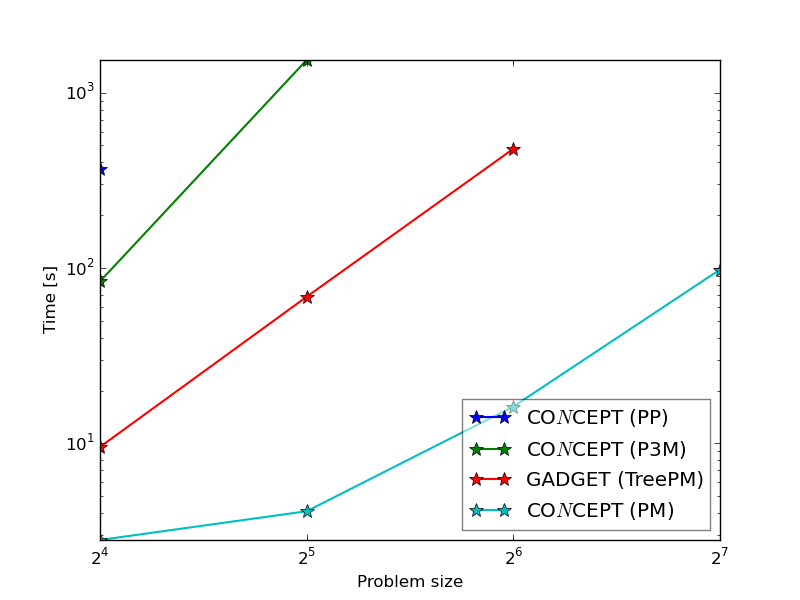 10³
10²
10¹
Time [s]
2⁴
2⁵
2⁶
2⁷
Problem size
CONCEPT (PP)
CONCEPT (P3M)
GADGET (TreePM)
CONCEPT (PM)